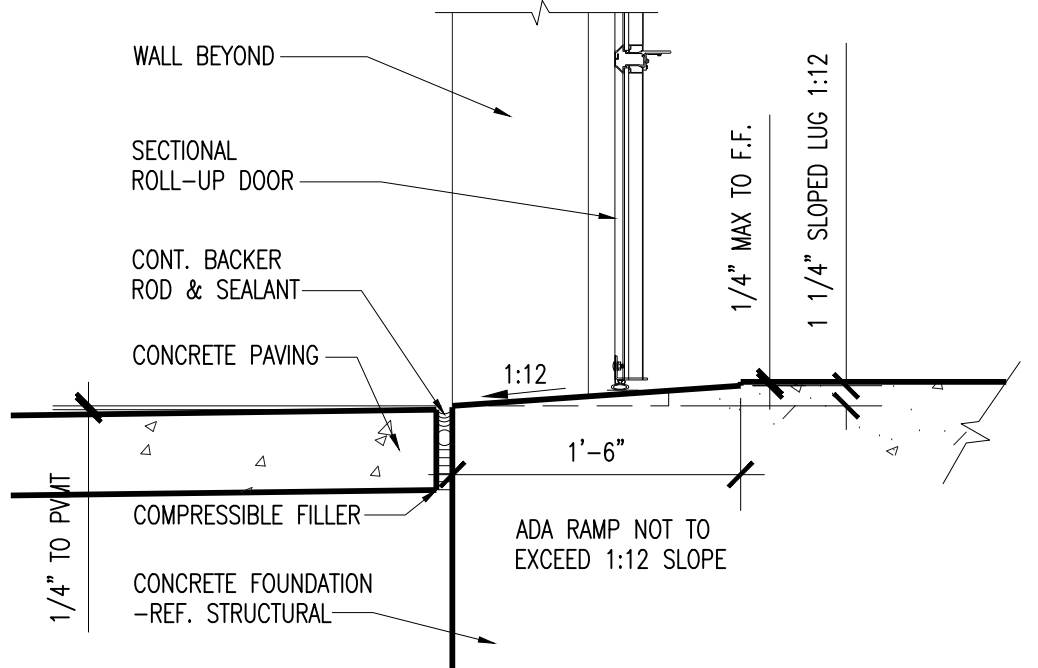 WALL BEYOND
SECTIONAL
ROLL-UP DOOR
CONT. BACKER
ROD & SEALANT
CONCRETE PAVING
1:12
1/4" MAX TO F.F.
1 1/4" SLOPED LUG 1:12
1'-6"
1/4" TO PVMT
COMPRESSIBLE FILLER
ADA RAMP NOT TO
EXCEED 1:12 SLOPE
CONCRETE FOUNDATION
-REF. STRUCTURAL